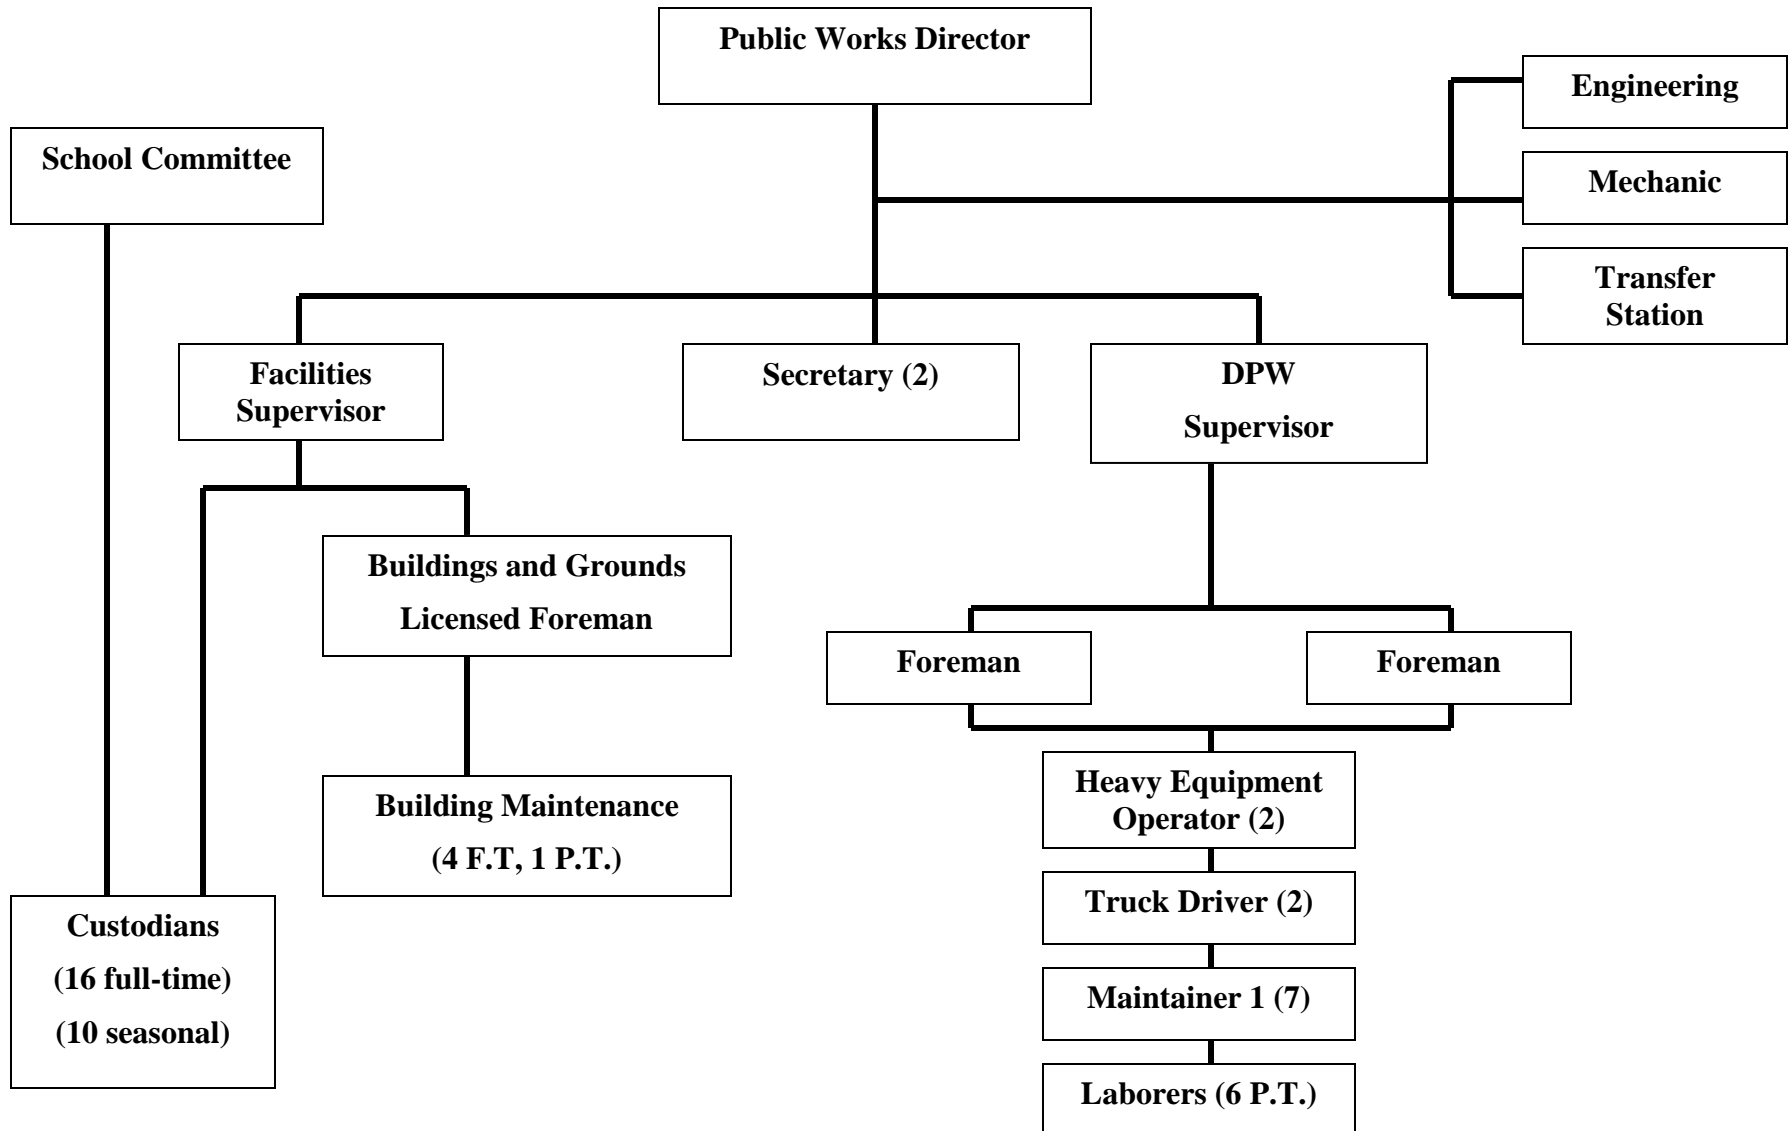 Public Works Director
Engineering
School Committee
Mechanic
Transfer
Station
Facilities
Supervisor
Secretary (2)
DPW
Supervisor
Buildings and Grounds
Licensed Foreman
Foreman
Foreman
Heavy Equipment
Operator (2)
Building Maintenance
(4 F.T, 1 P.T.)
Truck Driver (2)
Custodians
(16 full-time)
(10 seasonal)
Maintainer 1 (7)
Laborers (6 P.T.)